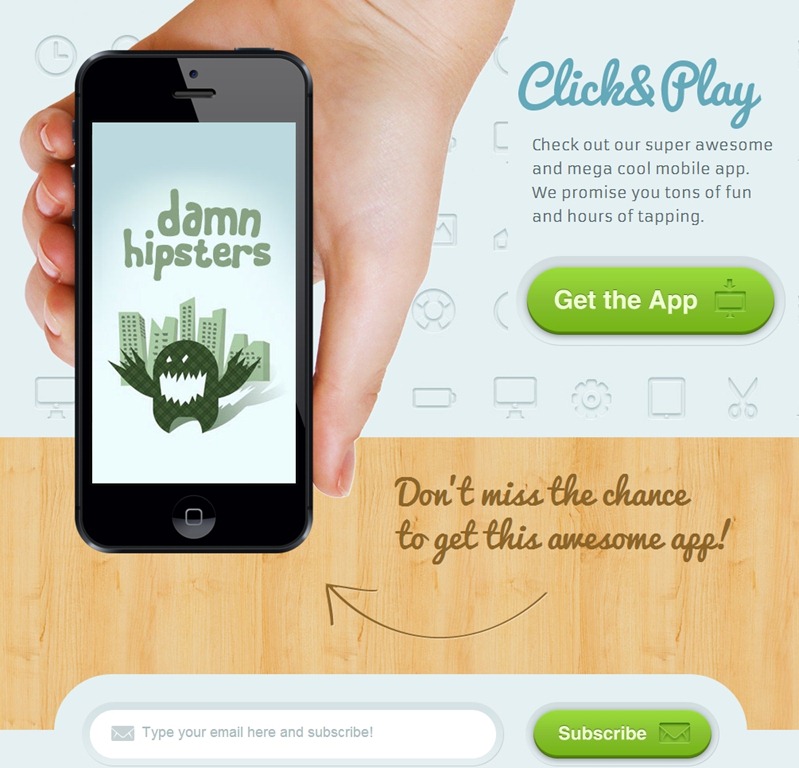 Click&Play
Check out our super awesome
and mega cool mobile app.
We promise you tons of fun
and hours of tapping.
damn
hipsters
Get the App
Don't miss the chance
to get this awesome app!
Type your email here and subscribe!
Subscribe